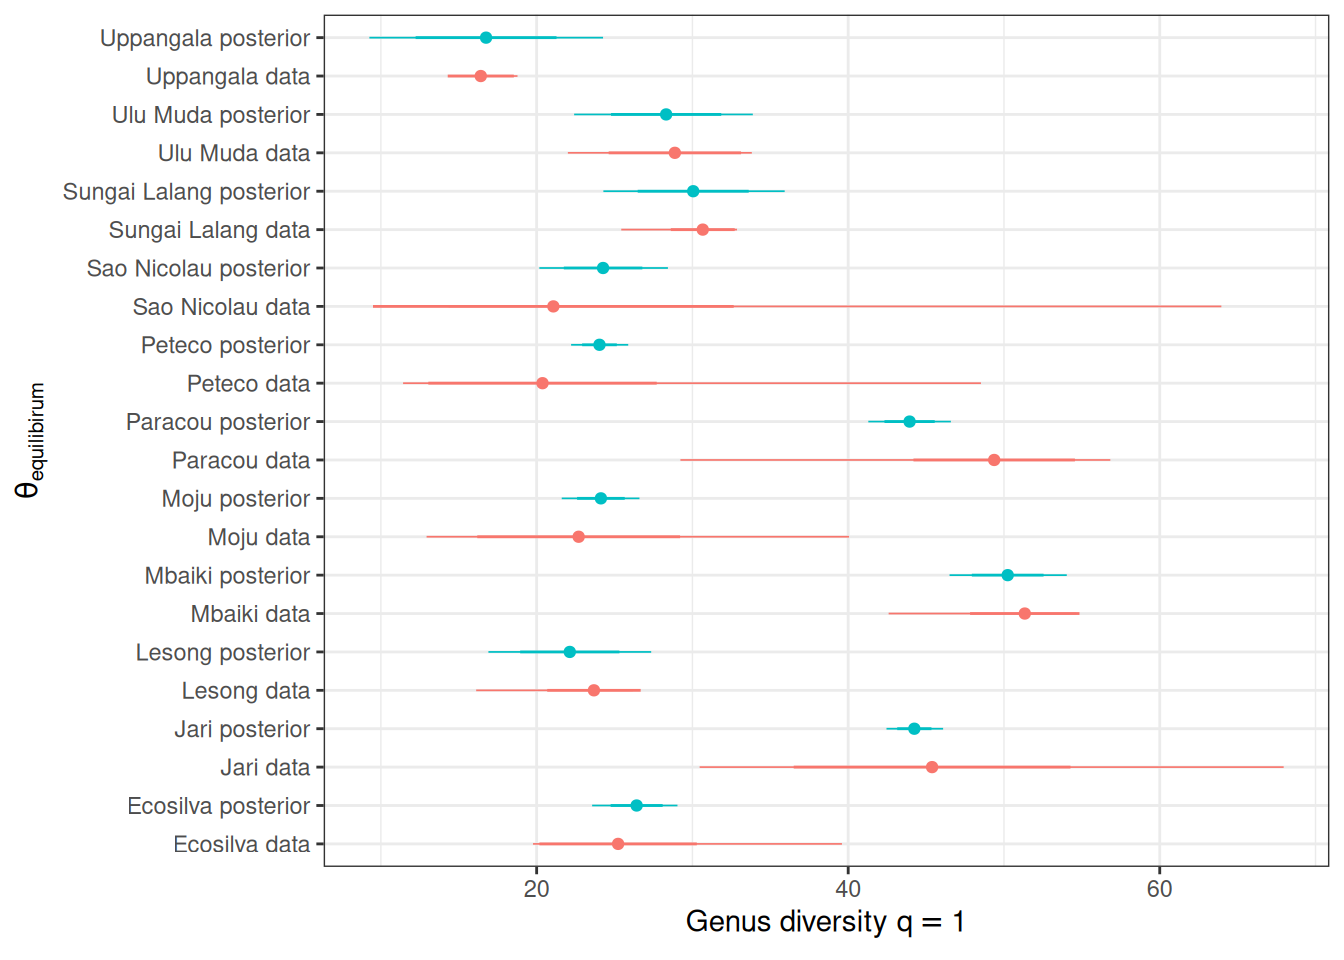 Uppangala posterior
Uppangala data
Ulu Muda posterior
Ulu Muda data
Sungai Lalang posterior
Sungai Lalang data
Sao Nicolau posterior
Sao Nicolau data
Peteco posterior
Peteco data
Paracou posterior
Paracou data
Moju posterior
Moju data
Mbaiki posterior
Mbaiki data
Lesong posterior
Lesong data
Jari posterior
Jari data
Ecosilva posterior
Ecosilva data
θequilibirum
20 40 60
Genus diversity q = 1